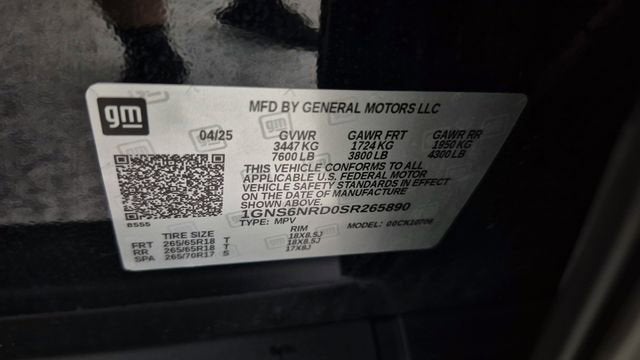 gm
MFD BY GENERAL MOTORS LLC
04/25 GVWR GAWR FRT GAWR RR
3447 KG 1724 KG 1950 KG
7600 LB 3800 LB 4300 LB
THIS VEHICLE CONFORMS TO ALL
APPLICABLE U.S. FEDERAL MOTOR
VEHICLE SAFETY STANDARDS IN EFFECT
ON THE DATE OF MANUFACTURE
SHOWN ABOVE.
1GNS6NRD0SR265890
TYPE: MPV MODEL: 00CK10706
B555
TIRE SIZE RIM
FRT 265/65R18 T 18X8.5J
RR 265/65R18 T 18X8.5J
SPA 265/70R17 S 17X8J